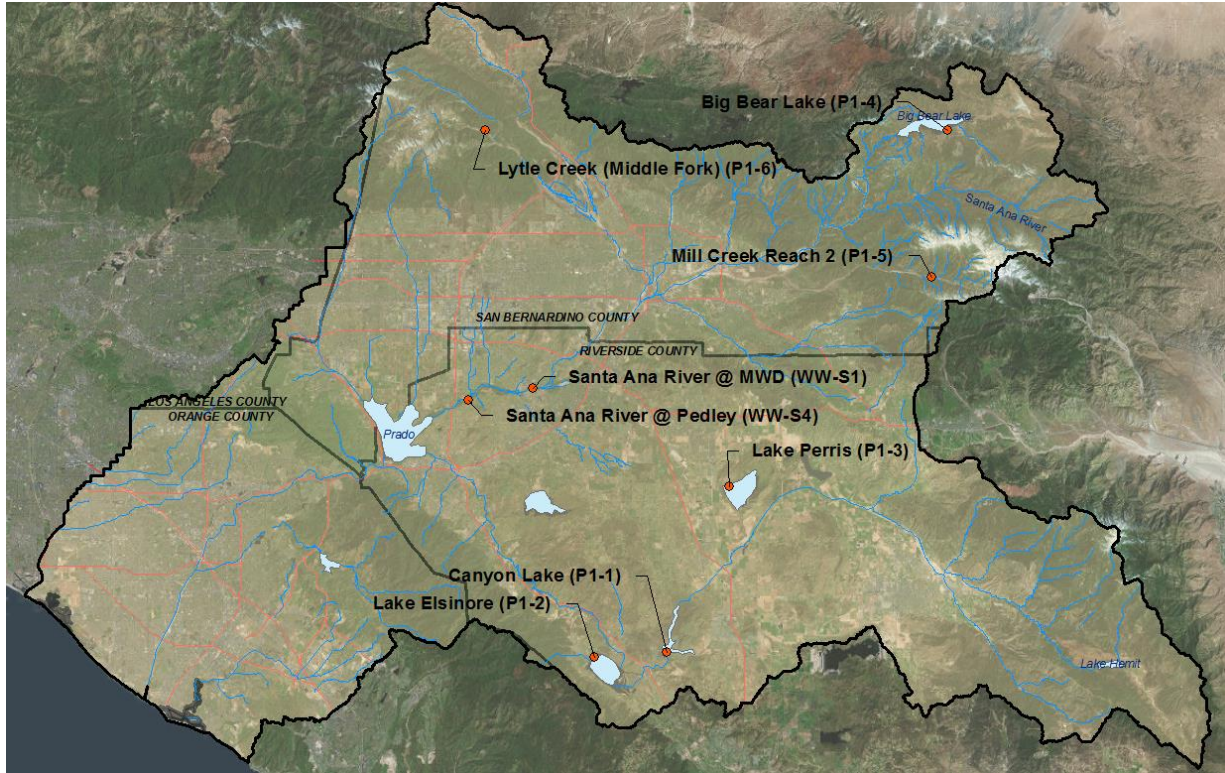 Big Bear Lake (P1-4)
Big Bear Lake
Lytle Creek (Middle Fork) (P1-6)
Santa Ana River
Mill Creek Reach 2 (P1-5)
SAN BERNARDINO COUNTY
RIVERSIDE COUNTY
Santa Ana River @ MWD (WW-S1)
LOS ANGELES COUNTY
ORANGE COUNTY
Santa Ana River @ Pedley (WW-S4)
Prado
Lake Perris (P1-3)
Canyon Lake (P1-1)
Lake Elsinore (P1-2)
Lake Hemit